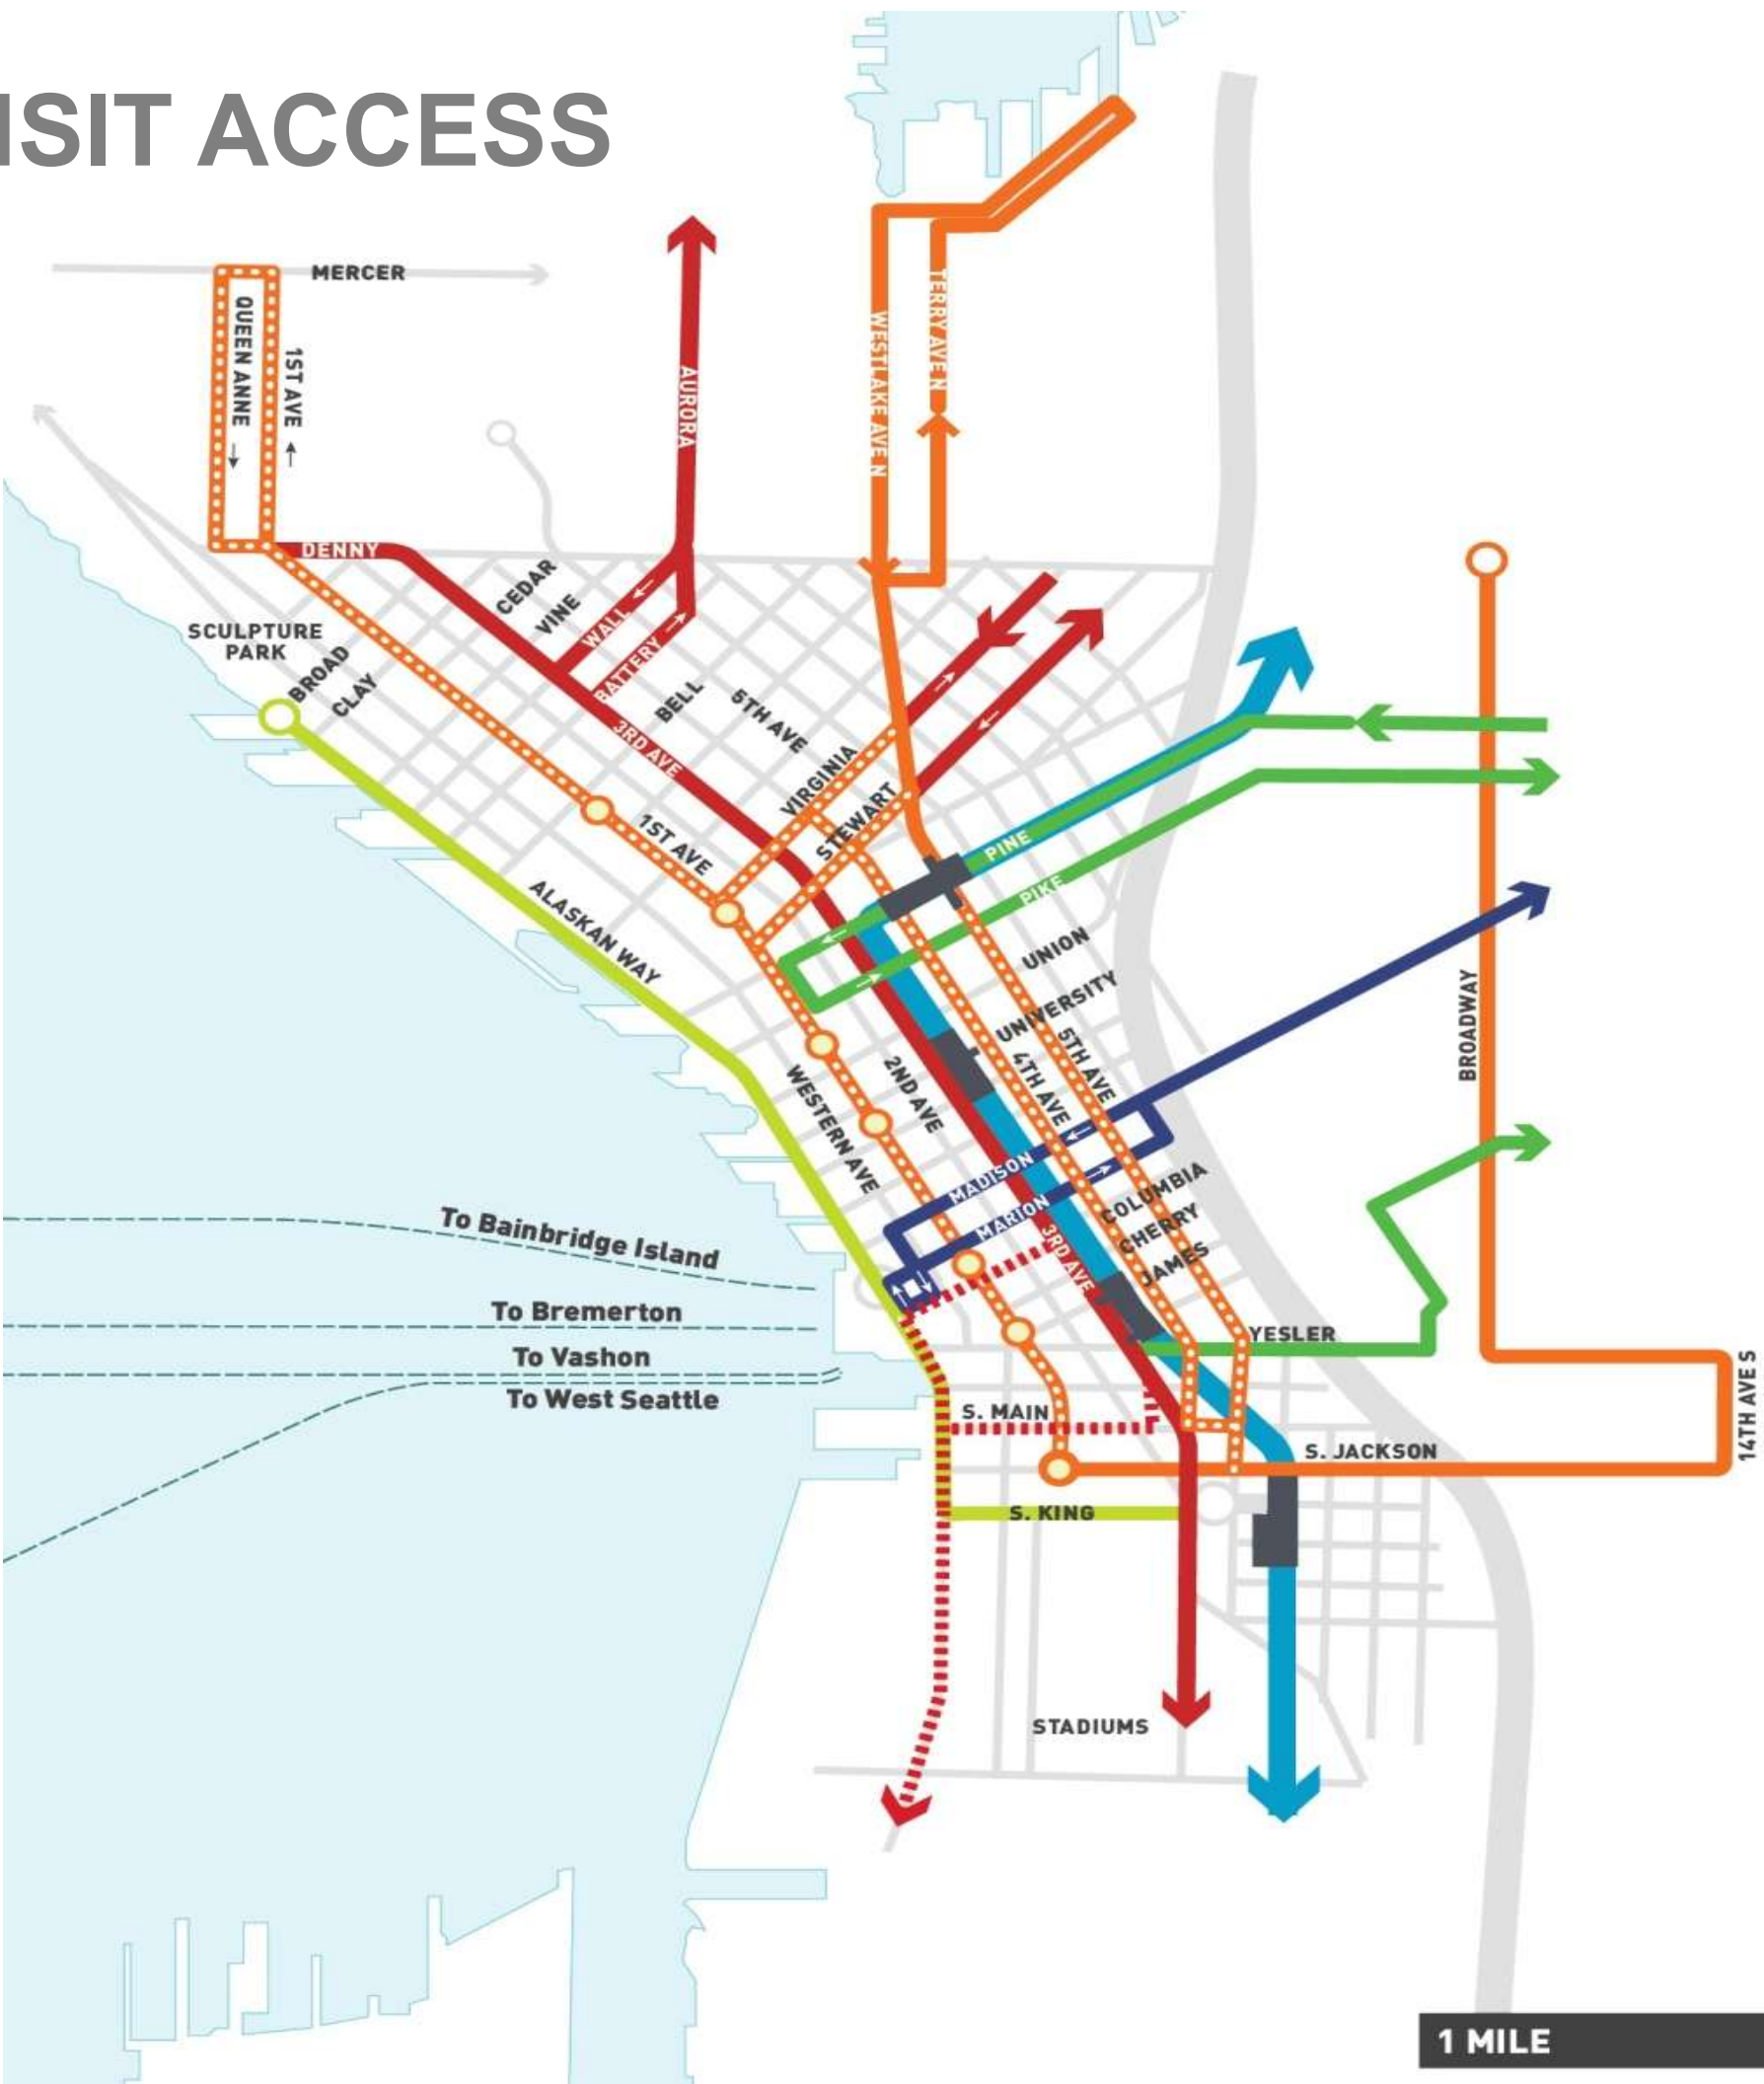 ISIT ACCESS
MERCER
QUEEN ANNE
1ST AVE
AURORA
WESTLAKE AVE N
TERRY AVE N
DENNY
CEDAR
VINE
WALL
BATTERY
SCULPTURE
PARK
BROAD
CLAY
BELL
5TH AVE
3RD AVE
VIRGINIA
STEWART
1ST AVE
PINE
PIKE
ALASKAN WAY
UNION
UNIVERSITY
5TH AVE
4TH AVE
2ND AVE
WESTERN AVE
BROADWAY
MADISON
MARION
COLUMBIA
CHERRY
JAMES
3RD AVE
To Bainbridge Island
To Bremerton
To Vashon
To West Seattle
YESLER
S. MAIN
S. JACKSON
14TH AVE S
S. KING
STADIUMS
1 MILE